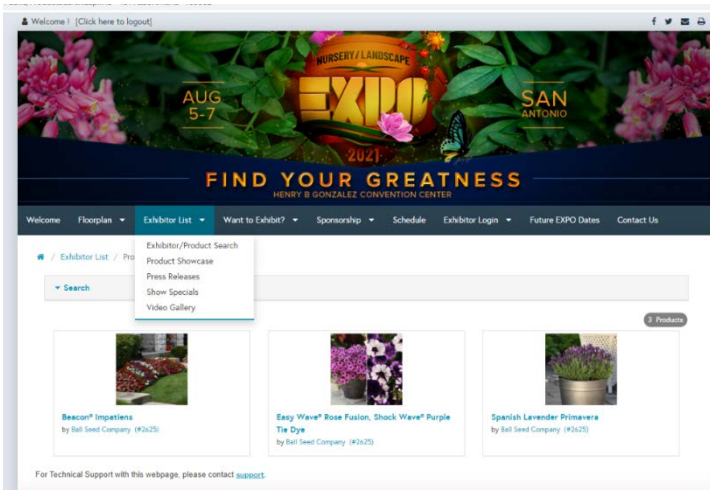 Welcome ! [Click here to logout]
NURSERY/LANDSCAPE
EXPO
·2021·
AUG
5-7
SAN
ANTONIO
FIND YOUR GREATNESS
HENRY B GONZALEZ CONVENTION CENTER
Welcome Floorplan Exhibitor List Want to Exhibit? Sponsorship Schedule Exhibitor Login Future EXPO Dates Contact Us
/ Exhibitor List / Pro
Exhibitor/Product Search
Product Showcase
Press Releases
Show Specials
Video Gallery
Search
3 Products
Beacon® Impatiens
by Ball Seed Company (#2625)
Easy Wave® Rose Fusion, Shock Wave® Purple
Tie Dye
by Ball Seed Company (#2625)
Spanish Lavender Primavera
by Ball Seed Company (#2625)
For Technical Support with this webpage, please contact support.